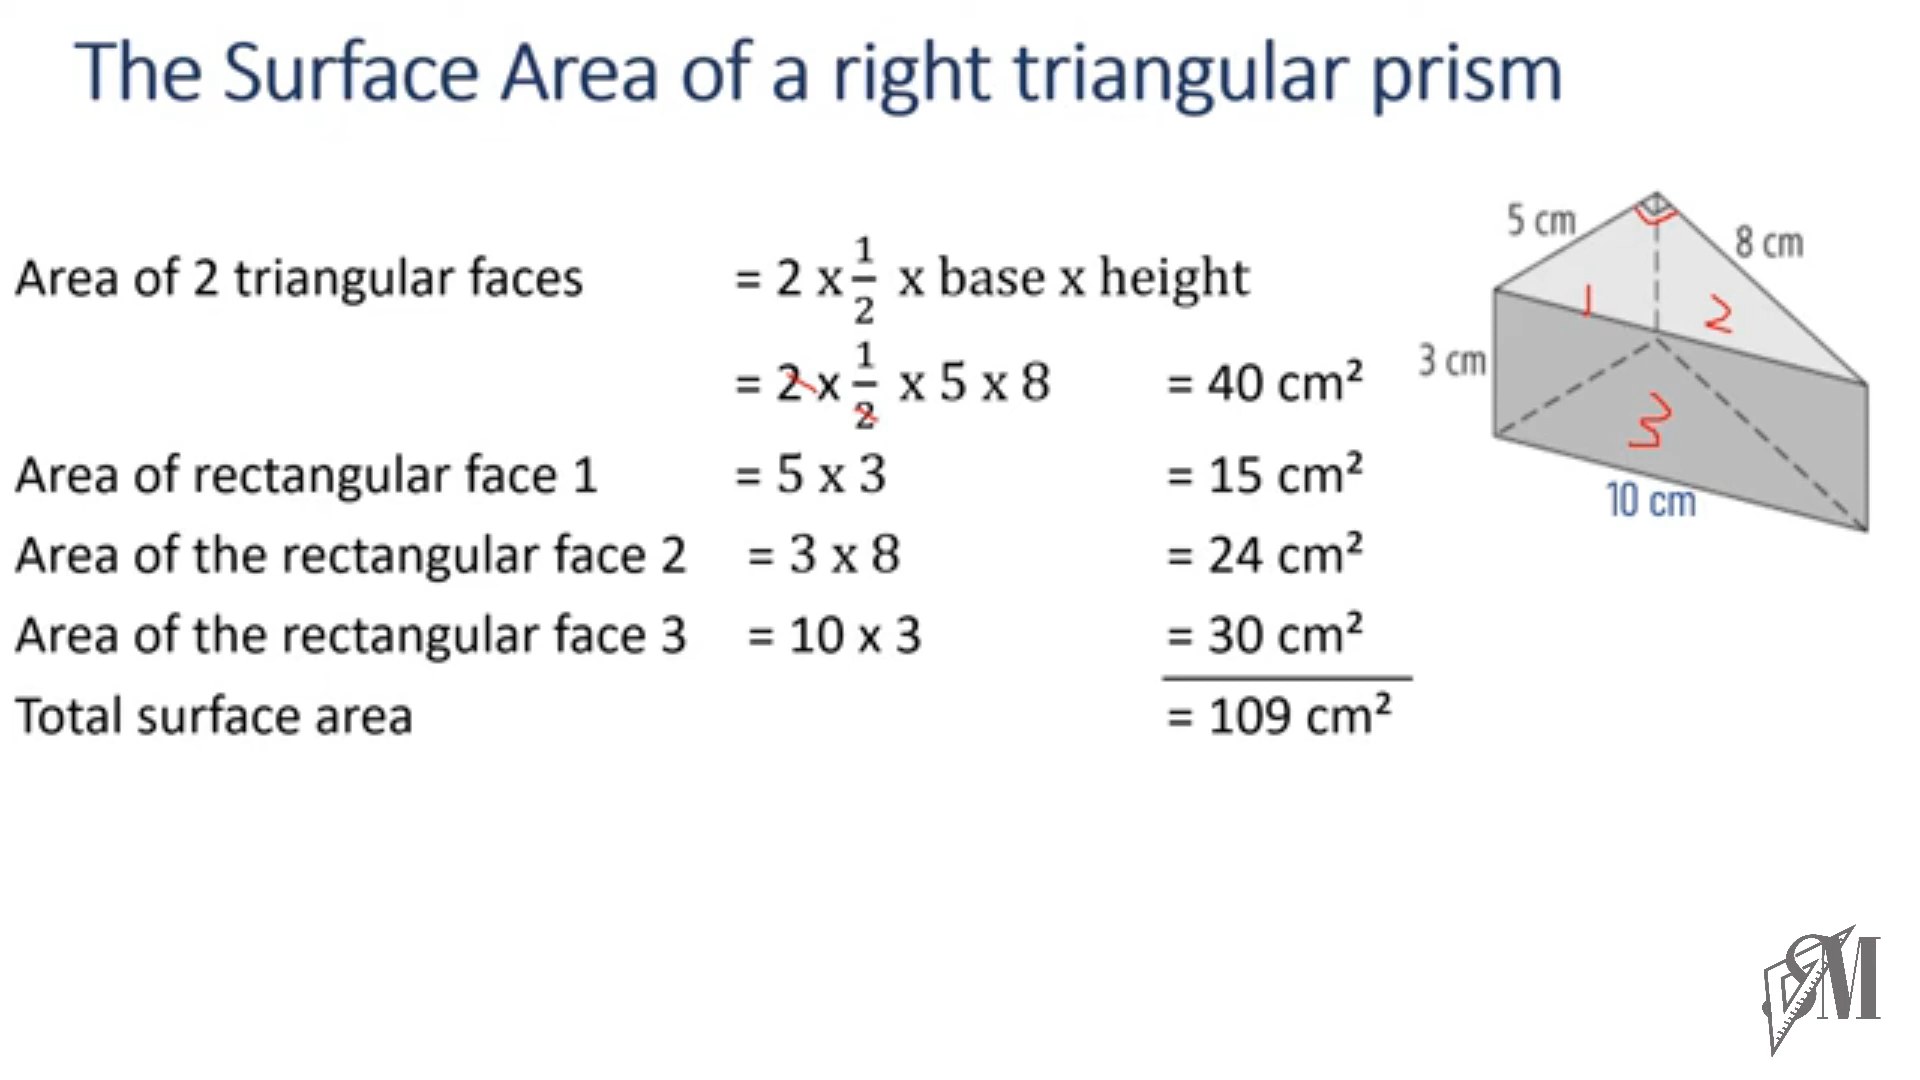 The Surface Area of a right triangular prism
Area of 2 triangular faces = 2 x 1/2 x base x height
= 2 x 1/2 x 5 x 8 = 40 cm²
Area of rectangular face 1 = 5 x 3 = 15 cm²
Area of the rectangular face 2 = 3 x 8 = 24 cm²
Area of the rectangular face 3 = 10 x 3 = 30 cm²
Total surface area = 109 cm²
5 cm
8 cm
1
2
3 cm
3
10 cm
SM